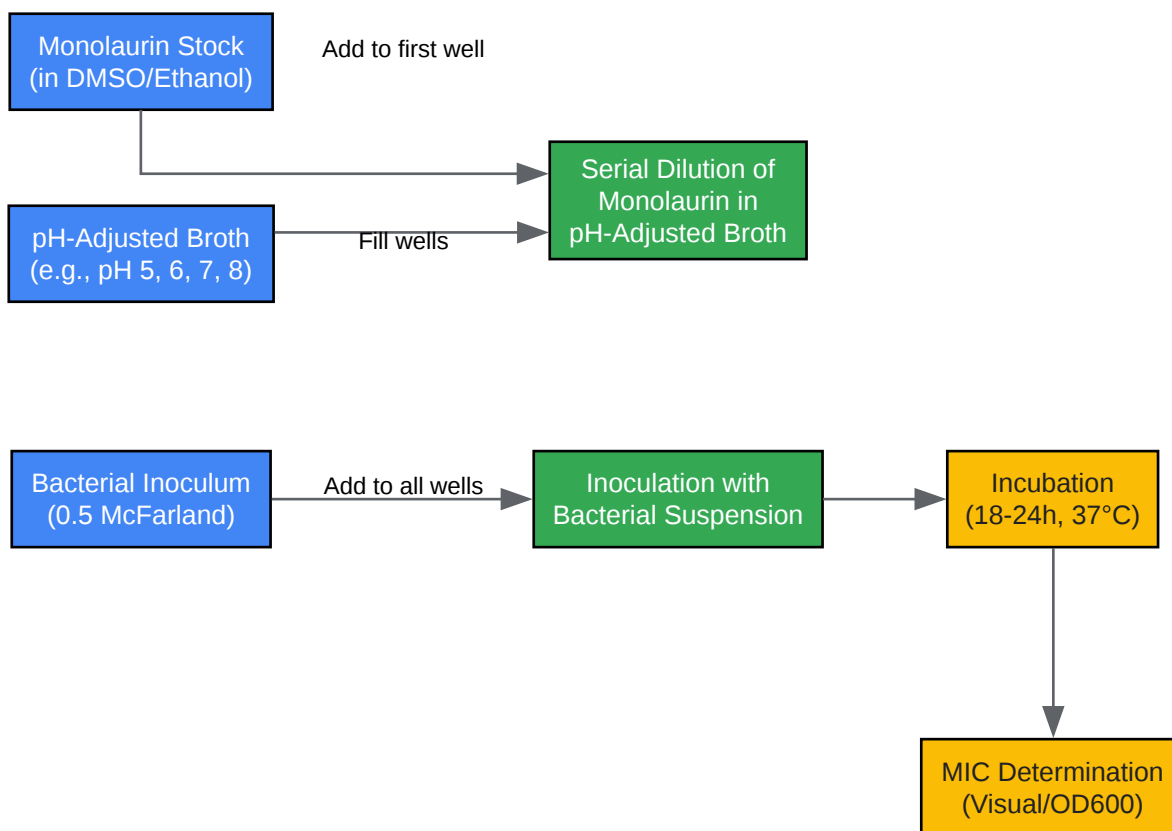 Monolaurin Stock
(in DMSO/Ethanol)
Add to first well
Serial Dilution of
Monolaurin in
pH-Adjusted Broth
pH-Adjusted Broth
(e.g., pH 5, 6, 7, 8)
Fill wells
Bacterial Inoculum
(0.5 McFarland)
Add to all wells
Inoculation with
Bacterial Suspension
Incubation
(18-24h, 37°C)
MIC Determination
(Visual/OD600)